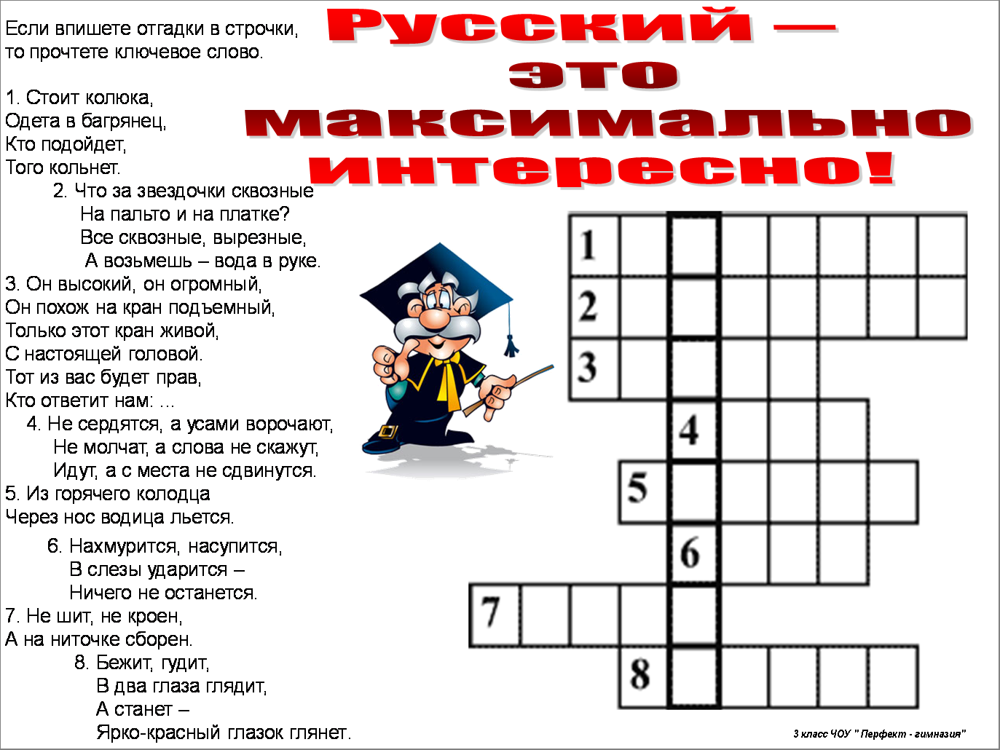 Если впишете отгадки в строчки,
то прочтете ключевое слово.
Русский —
это
максимально
интересно!
1. Стоит колюка,
Одета в багрянец,
Кто подойдет,
Того кольнет.
2. Что за звездочки сквозные
На пальто и на платке?
Все сквозные, вырезные,
А возьмешь – вода в руке.
3. Он высокий, он огромный,
Он похож на кран подъемный,
Только этот кран живой,
С настоящей головой.
Тот из вас будет прав,
Кто ответит нам: ...
4. Не сердятся, а усами ворочают,
Не молчат, а слова не скажут,
Идут, а с места не сдвинутся.
5. Из горячего колодца
Через нос водица льется.
6. Нахмурится, насупится,
В слезы ударится –
Ничего не останется.
7. Не шит, не кроен,
А на ниточке сборен.
8. Бежит, гудит,
В два глаза глядит,
А станет –
Ярко-красный глазок глянет.
1
2
3
4
5
6
7
8
3 класс ЧОУ " Перфект - гимназия"